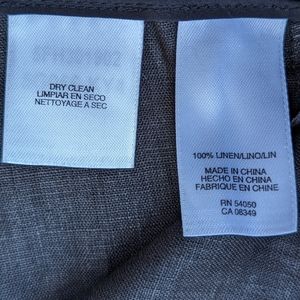 DRY CLEAN
LIMPIAR EN SECO
NETTOYAGE A SEC
100% LINEN/LINO/LIN
MADE IN CHINA
HECHO EN CHINA
FABRIQUE EN CHINE
RN 54050
CA 08349